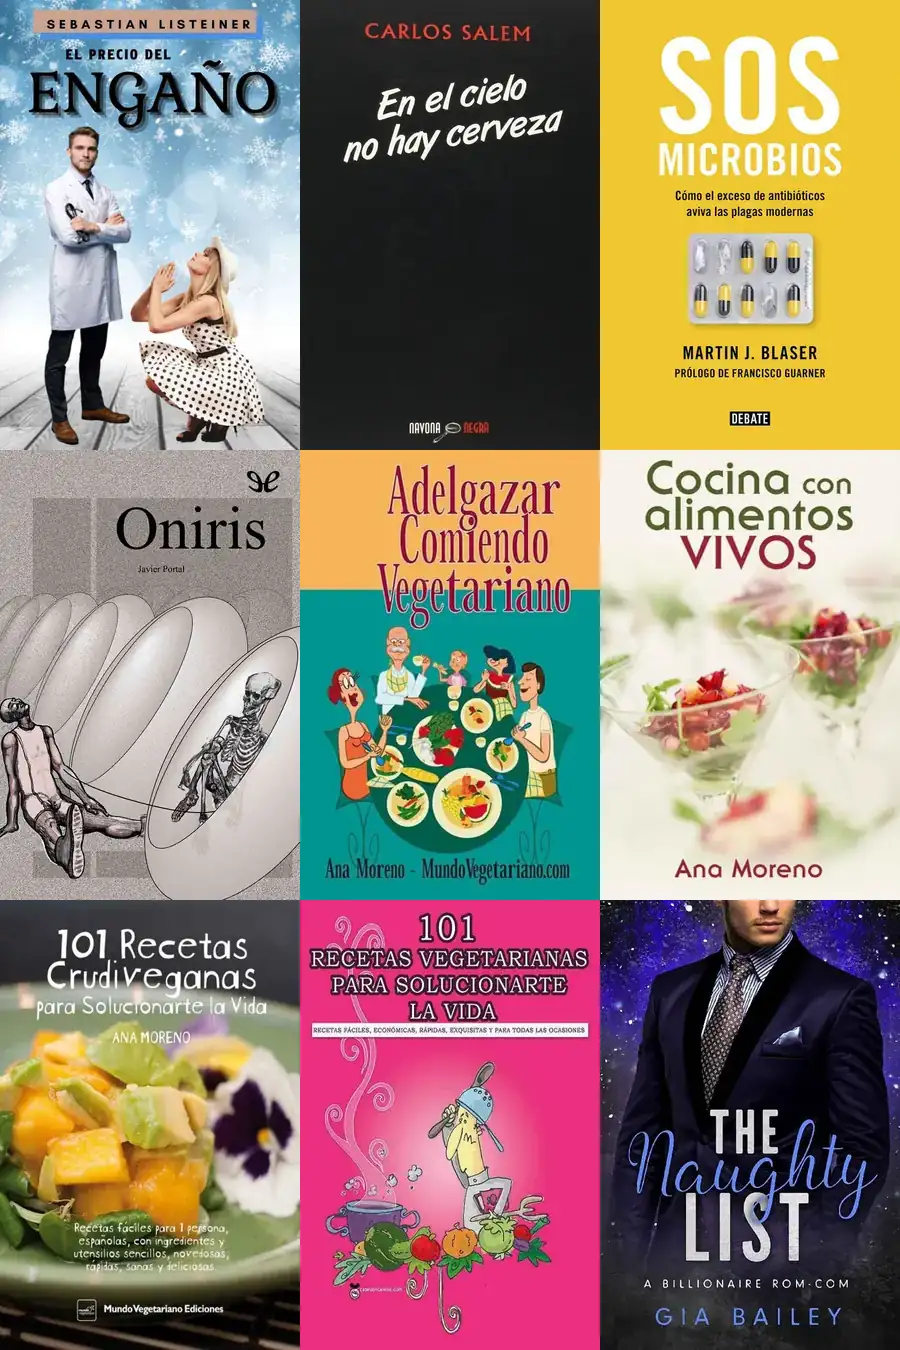 SEBASTIAN LISTEINER
EL PRECIO DEL
ENGAÑO
CARLOS SALEM
En el cielo
no hay cerveza
NAVONA NEGRA
SOS
MICROBIOS
Cómo el exceso de antibióticos
aviva las plagas modernas
MARTIN J. BLASER
PRÓLOGO DE FRANCISCO GUARNER
DEBATE
Oniris
Javier Portal
Adelgazar
Comiendo
Vegetariano
Ana Moreno - MundoVegetariano.com
Cocina con
alimentos
VIVOS
Ana Moreno
101 Recetas
Crudiveganas
para Solucionarte la Vida
ANA MORENO
Recetas fáciles para 1 persona,
españolas, con ingredientes y
utensilios sencillos, novedosas,
rápidas, sanas y deliciosas.
MundoVegetariano Ediciones
101
RECETAS VEGETARIANAS
PARA SOLUCIONARTE
LA VIDA
RECETAS FÁCILES, ECONÓMICAS, RÁPIDAS, EXQUISITAS Y PARA TODAS LAS OCASIONES
THE
Naughty
LIST
A BILLIONAIRE ROM-COM
GIA BAILEY